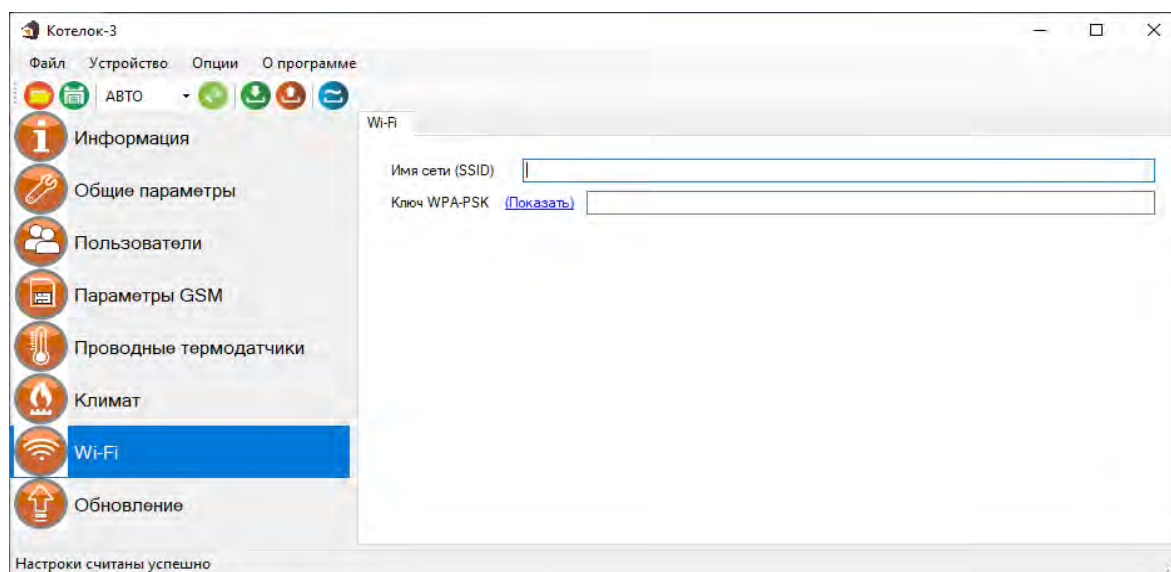 Котелок-3
Файл Устройство Опции О программе
АВТО
Информация
Общие параметры
Пользователи
Параметры GSM
Проводные термодатчики
Климат
Wi-Fi
Обновление
Wi-Fi
Имя сети (SSID)
Ключ WPA-PSK (Показать)
Настроки считаны успешно